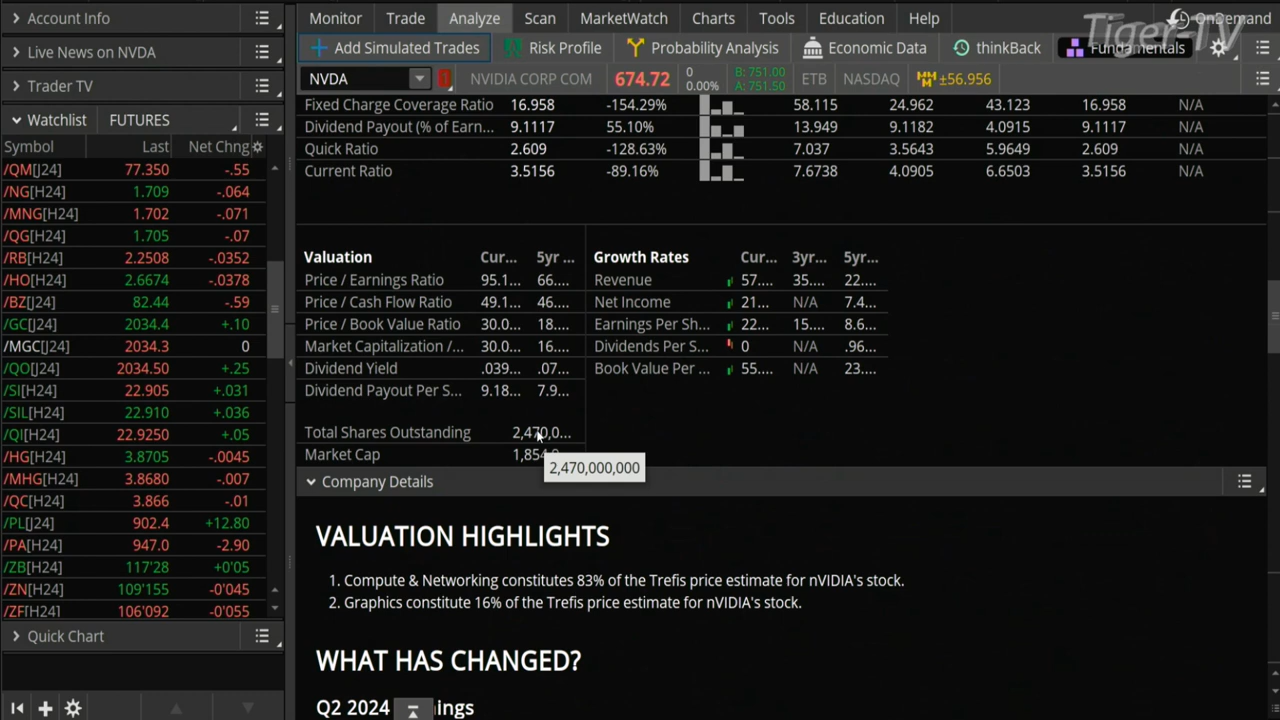 Monitor Trade Analyze Scan MarketWatch Charts Tools Education Help OnDemand
Tiger-TV
Add Simulated Trades Risk Profile Probability Analysis Economic Data thinkBack Fundamentals
NVDA NVIDIA CORP COM 674.72 0 0.00% B: 751.00 A: 751.50 ETB NASDAQ ±56.956
Account Info
Live News on NVDA
Trader TV
Watchlist FUTURES
Symbol Last Net Chng
/QM[J24] 77.350 -.55
/NG[H24] 1.709 -.064
/MNG[H24] 1.702 -.071
/QG[H24] 1.705 -.07
/RB[H24] 2.2508 -.0352
/HO[H24] 2.6674 -.0378
/BZ[H24] 82.44 -.59
/GC[J24] 2034.4 +.10
/MGC[J24] 2034.3 0
/QO[J24] 2034.50 +.25
/SI[H24] 22.905 +.031
/SIL[H24] 22.910 +.036
/QI[H24] 22.9250 +.05
/HG[H24] 3.8705 -.0045
/MHG[H24] 3.8680 -.007
/QC[H24] 3.866 -.01
/PL[J24] 902.4 +12.80
/PA[H24] 947.0 -2.90
/ZB[H24] 117'28 +0'05
/ZN[H24] 109'155 -0'045
/ZF[H24] 106'092 -0'055
Quick Chart
Fixed Charge Coverage Ratio 16.958 -154.29% 58.115 24.962 43.123 16.958 N/A
Dividend Payout (% of Earn... 9.1117 55.10% 13.949 9.1182 4.0915 9.1117 N/A
Quick Ratio 2.609 -128.63% 7.037 3.5643 5.9649 2.609 N/A
Current Ratio 3.5156 -89.16% 7.6738 4.0905 6.6503 3.5156 N/A
Valuation Cur... 5yr ...
Price / Earnings Ratio 95.1... 66....
Price / Cash Flow Ratio 49.1... 46....
Price / Book Value Ratio 30.0... 18....
Market Capitalization /... 30.0... 16....
Dividend Yield .039... .07...
Dividend Payout Per S... 9.18... 7.9...
Total Shares Outstanding 2,470,0...
Market Cap 1,854,0...
2,470,000,000
Growth Rates Cur... 3yr... 5yr...
Revenue 57.... 35.... 22....
Net Income 21... N/A 7.4...
Earnings Per Sh... 22... 15.... 8.6...
Dividends Per S... 0 N/A .96...
Book Value Per ... 55.... N/A 23....
Company Details
VALUATION HIGHLIGHTS
1. Compute & Networking constitutes 83% of the Trefis price estimate for nVIDIA's stock.
2. Graphics constitute 16% of the Trefis price estimate for nVIDIA's stock.
WHAT HAS CHANGED?
Q2 2024 ings